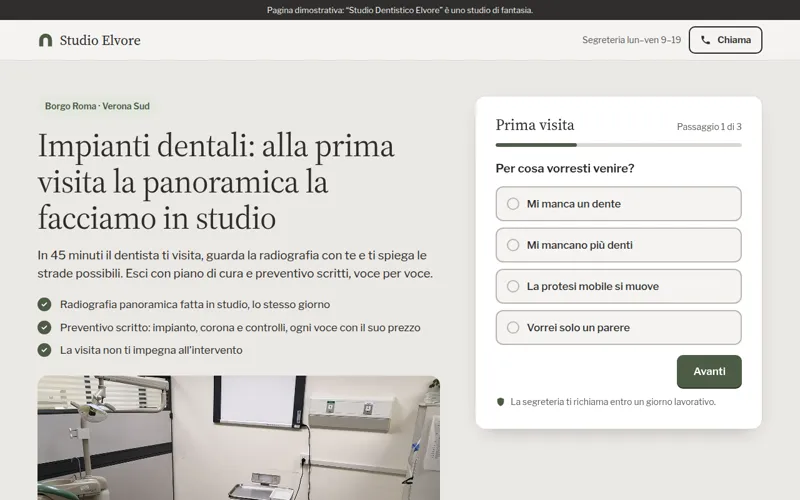 Pagina dimostrativa: “Studio Dentistico Elvore” è uno studio di fantasia.
Studio Elvore
Segreteria lun–ven 9–19
Chiama
Borgo Roma · Verona Sud
Impianti dentali: alla prima
visita la panoramica la
facciamo in studio
In 45 minuti il dentista ti visita, guarda la radiografia con te e ti spiega le
strade possibili. Esci con piano di cura e preventivo scritti, voce per voce.
Radiografia panoramica fatta in studio, lo stesso giorno
Preventivo scritto: impianto, corona e controlli, ogni voce con il suo prezzo
La visita non ti impegna all’intervento
Prima visita
Passaggio 1 di 3
Per cosa vorresti venire?
Mi manca un dente
Mi mancano più denti
La protesi mobile si muove
Vorrei solo un parere
Avanti
La segreteria ti richiama entro un giorno lavorativo.